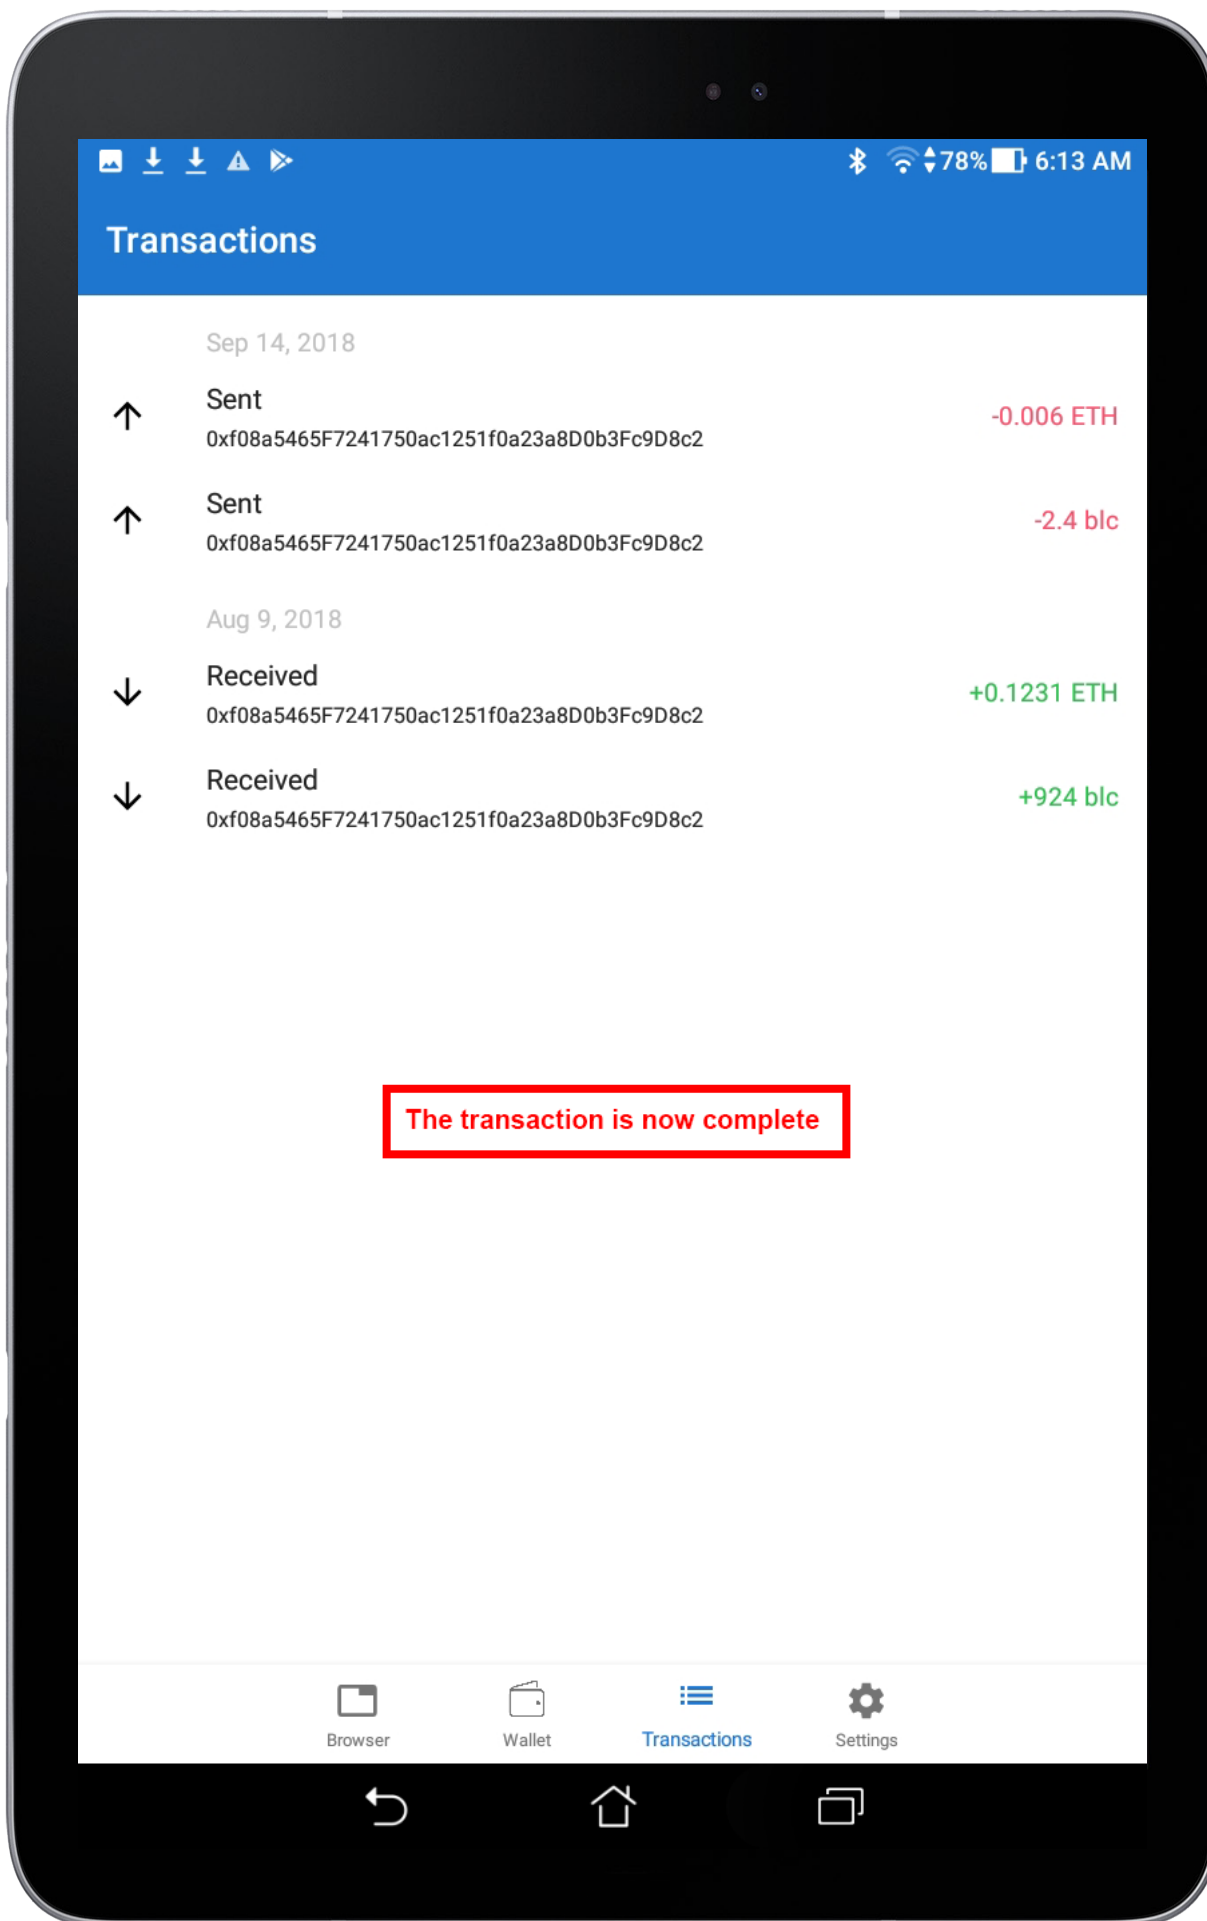 78% 6:13 AM
Transactions
Sep 14, 2018
Sent
-0.006 ETH
0xf08a5465F7241750ac1251f0a23a8D0b3Fc9D8c2
Sent
-2.4 blc
0xf08a5465F7241750ac1251f0a23a8D0b3Fc9D8c2
Aug 9, 2018
Received
+0.1231 ETH
0xf08a5465F7241750ac1251f0a23a8D0b3Fc9D8c2
Received
+924 blc
0xf08a5465F7241750ac1251f0a23a8D0b3Fc9D8c2
The transaction is now complete
Browser Wallet Transactions Settings